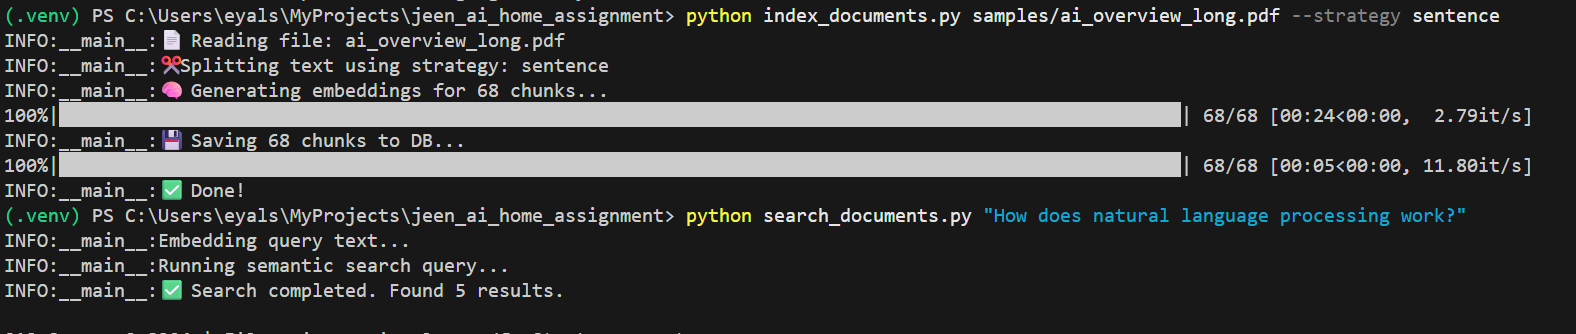 (.venv) PS C:\Users\eyals\MyProjects\jeen_ai_home_assignment> python index_documents.py samples/ai_overview_long.pdf --strategy sentence
INFO:__main__:📄 Reading file: ai_overview_long.pdf
INFO:__main__:✂️Splitting text using strategy: sentence
INFO:__main__:🧠 Generating embeddings for 68 chunks...
100%|| 68/68 [00:24<00:00,  2.79it/s]
INFO:__main__:💾 Saving 68 chunks to DB...
100%|| 68/68 [00:05<00:00, 11.80it/s]
INFO:__main__:✅ Done!
(.venv) PS C:\Users\eyals\MyProjects\jeen_ai_home_assignment> python search_documents.py "How does natural language processing work?"
INFO:__main__:Embedding query text...
INFO:__main__:Running semantic search query...
INFO:__main__:✅ Search completed. Found 5 results.